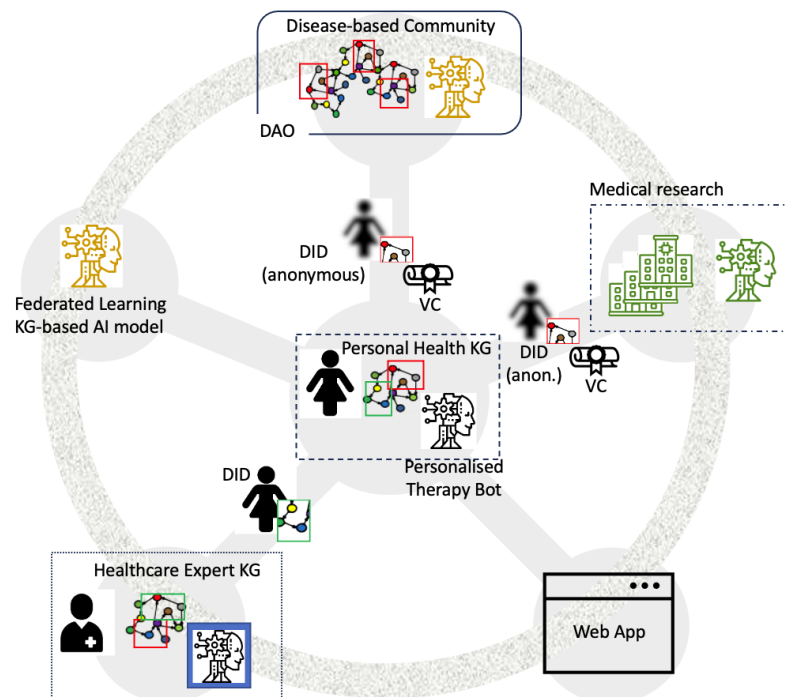 Disease-based Community
DAO
Medical research
DID
(anonymous)
VC
Federated Learning
KG-based AI model
DID
(anon.)
VC
Personal Health KG
Personalised
Therapy Bot
DID
Healthcare Expert KG
Web App